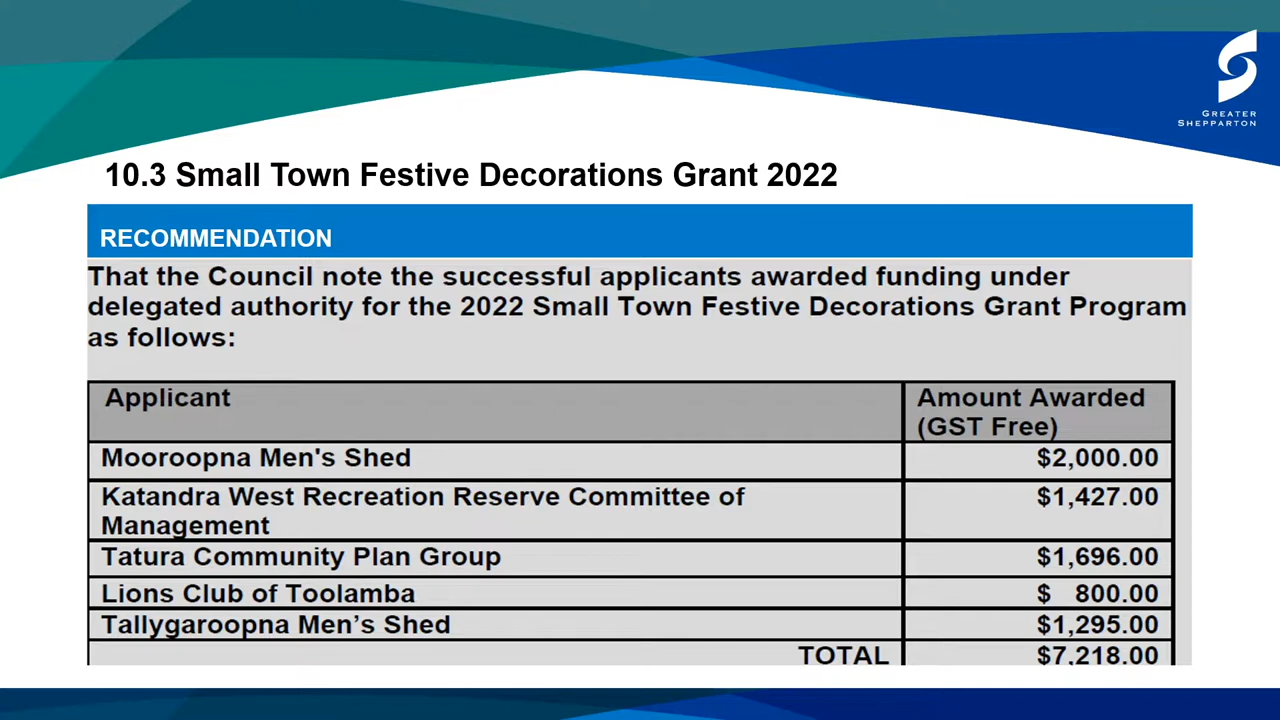 GREATER
SHEPPARTON
10.3 Small Town Festive Decorations Grant 2022
RECOMMENDATION
That the Council note the successful applicants awarded funding under
delegated authority for the 2022 Small Town Festive Decorations Grant Program
as follows:
Applicant Amount Awarded
(GST Free)
Mooroopna Men's Shed $2,000.00
Katandra West Recreation Reserve Committee of $1,427.00
Management
Tatura Community Plan Group $1,696.00
Lions Club of Toolamba $ 800.00
Tallygaroopna Men’s Shed $1,295.00
TOTAL $7,218.00